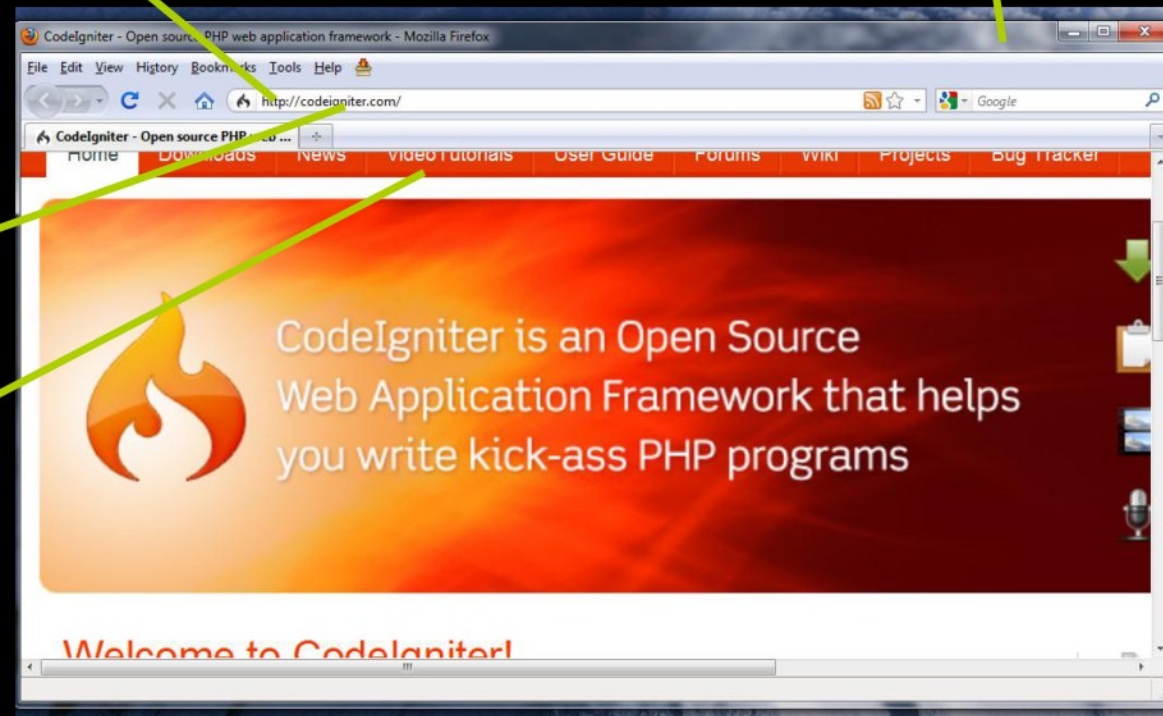 CodeIgniter - Open source PHP web application framework - Mozilla Firefox
File Edit View History Bookmarks Tools Help
http://codeigniter.com/
Google
CodeIgniter - Open source PHP web ...
Home Downloads News Video Tutorials User Guide Forums Wiki Projects Bug Tracker
CodeIgniter is an Open Source
Web Application Framework that helps
you write kick-ass PHP programs
Welcome to CodeIgniter!